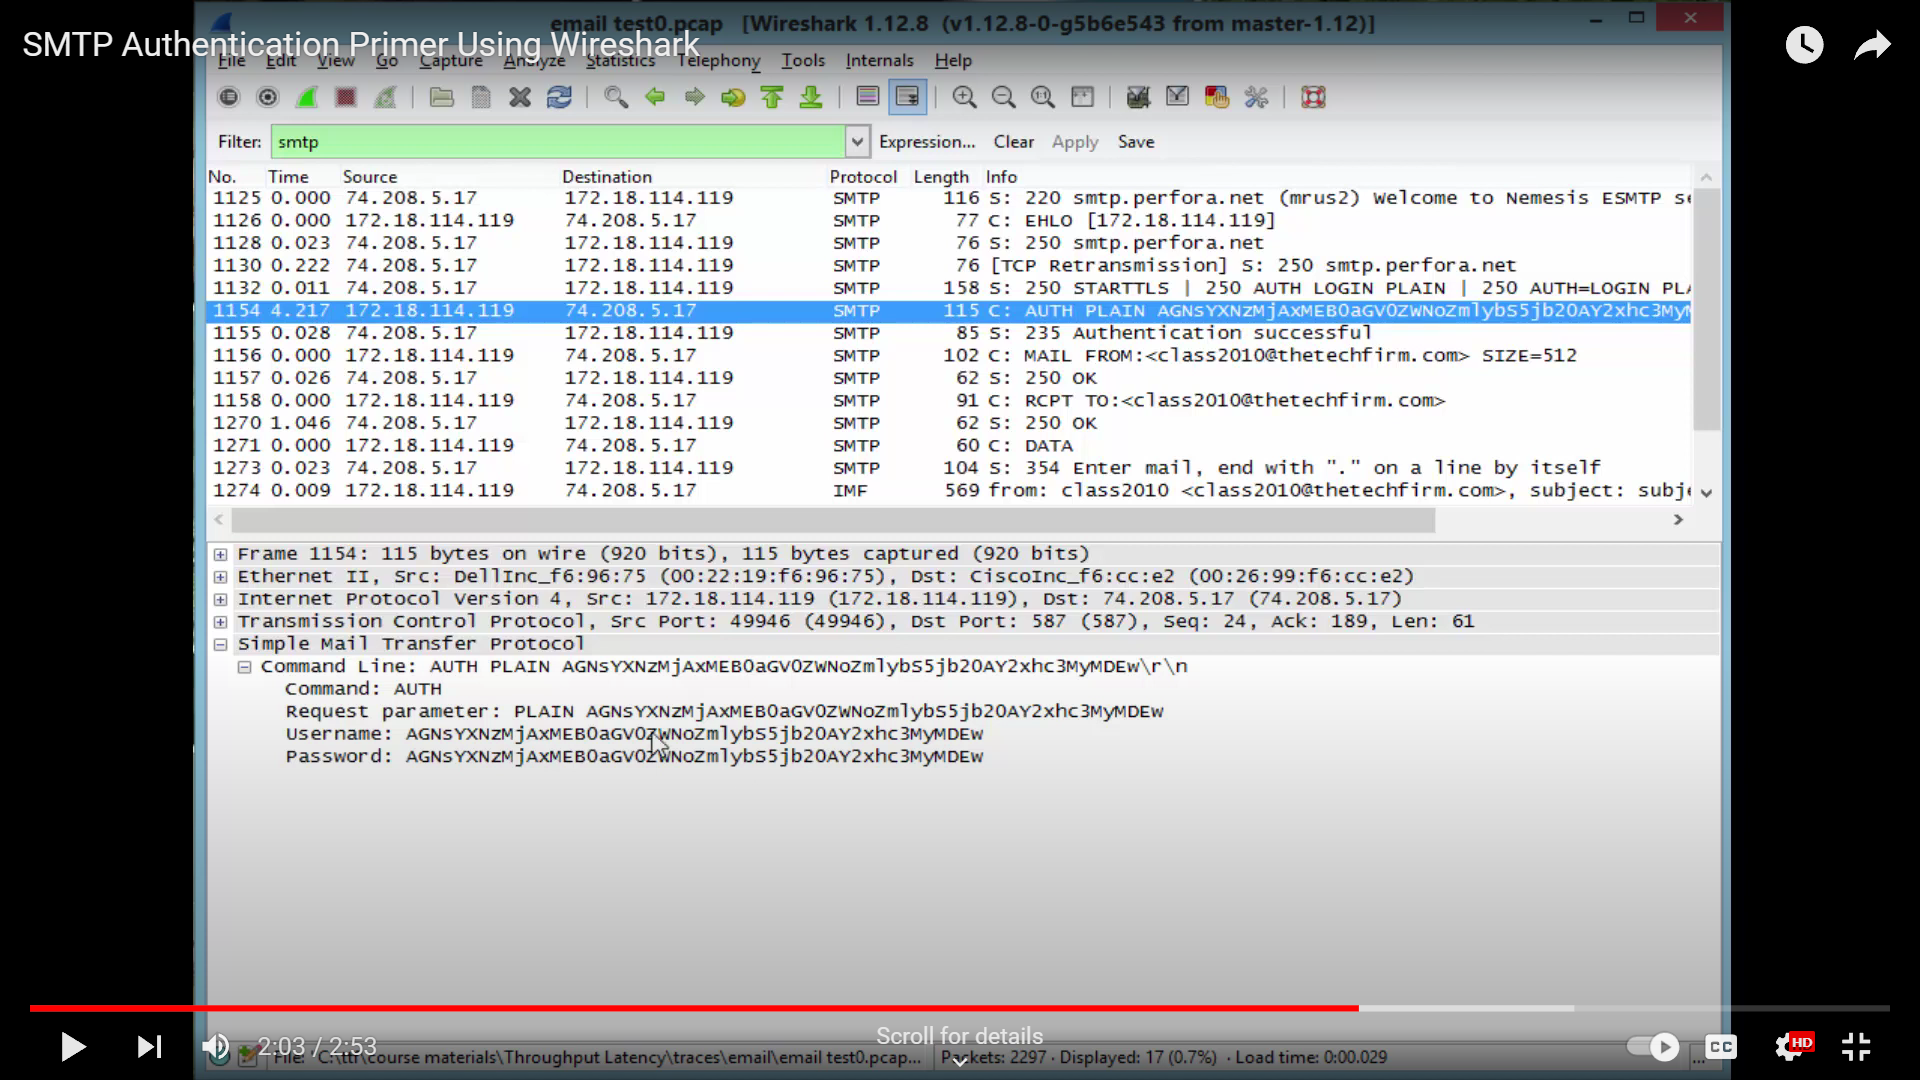 SMTP Authentication Primer Using Wireshark
email test0.pcap [Wireshark 1.12.8 (v1.12.8-0-g5b6e543 from master-1.12)]
File Edit View Go Capture Analyze Statistics Telephony Tools Internals Help
Filter: smtp Expression... Clear Apply Save
No. Time Source Destination Protocol Length Info
1125 0.000 74.208.5.17 172.18.114.119 SMTP 116 S: 220 smtp.perfora.net (mrus2) Welcome to Nemesis ESMTP se
1126 0.000 172.18.114.119 74.208.5.17 SMTP 77 C: EHLO [172.18.114.119]
1128 0.023 74.208.5.17 172.18.114.119 SMTP 76 S: 250 smtp.perfora.net
1130 0.222 74.208.5.17 172.18.114.119 SMTP 76 [TCP Retransmission] S: 250 smtp.perfora.net
1132 0.011 74.208.5.17 172.18.114.119 SMTP 158 S: 250 STARTTLS | 250 AUTH LOGIN PLAIN | 250 AUTH=LOGIN PLA
1154 4.217 172.18.114.119 74.208.5.17 SMTP 115 C: AUTH PLAIN AGNsYXNzMjAxMEB0aGV0ZWNoZmlybS5jb20AY2xhc3MyM
1155 0.028 74.208.5.17 172.18.114.119 SMTP 85 S: 235 Authentication successful
1156 0.000 172.18.114.119 74.208.5.17 SMTP 102 C: MAIL FROM:<class2010@thetechfirm.com> SIZE=512
1157 0.026 74.208.5.17 172.18.114.119 SMTP 62 S: 250 OK
1158 0.000 172.18.114.119 74.208.5.17 SMTP 91 C: RCPT TO:<class2010@thetechfirm.com>
1270 1.046 74.208.5.17 172.18.114.119 SMTP 62 S: 250 OK
1271 0.000 172.18.114.119 74.208.5.17 SMTP 60 C: DATA
1273 0.023 74.208.5.17 172.18.114.119 SMTP 104 S: 354 Enter mail, end with "." on a line by itself
1274 0.009 172.18.114.119 74.208.5.17 IMF 569 from: class2010 <class2010@thetechfirm.com>, subject: subje
Frame 1154: 115 bytes on wire (920 bits), 115 bytes captured (920 bits)
Ethernet II, Src: DellInc_f6:96:75 (00:22:19:f6:96:75), Dst: CiscoInc_f6:cc:e2 (00:26:99:f6:cc:e2)
Internet Protocol Version 4, Src: 172.18.114.119 (172.18.114.119), Dst: 74.208.5.17 (74.208.5.17)
Transmission Control Protocol, Src Port: 49946 (49946), Dst Port: 587 (587), Seq: 24, Ack: 189, Len: 61
Simple Mail Transfer Protocol
Command Line: AUTH PLAIN AGNsYXNzMjAxMEB0aGV0ZWNoZmlybS5jb20AY2xhc3MyMDEw\r\n
Command: AUTH
Request parameter: PLAIN AGNsYXNzMjAxMEB0aGV0ZWNoZmlybS5jb20AY2xhc3MyMDEw
Username: AGNsYXNzMjAxMEB0aGV0ZWNoZmlybS5jb20AY2xhc3MyMDEw
Password: AGNsYXNzMjAxMEB0aGV0ZWNoZmlybS5jb20AY2xhc3MyMDEw
Scroll for details
2:03 / 2:53
CC HD
File: C:\ttf\course materials\Throughput Latency\traces\email\email test0.pcap... Packets: 2297 · Displayed: 17 (0.7%) · Load time: 0:00.029 ...